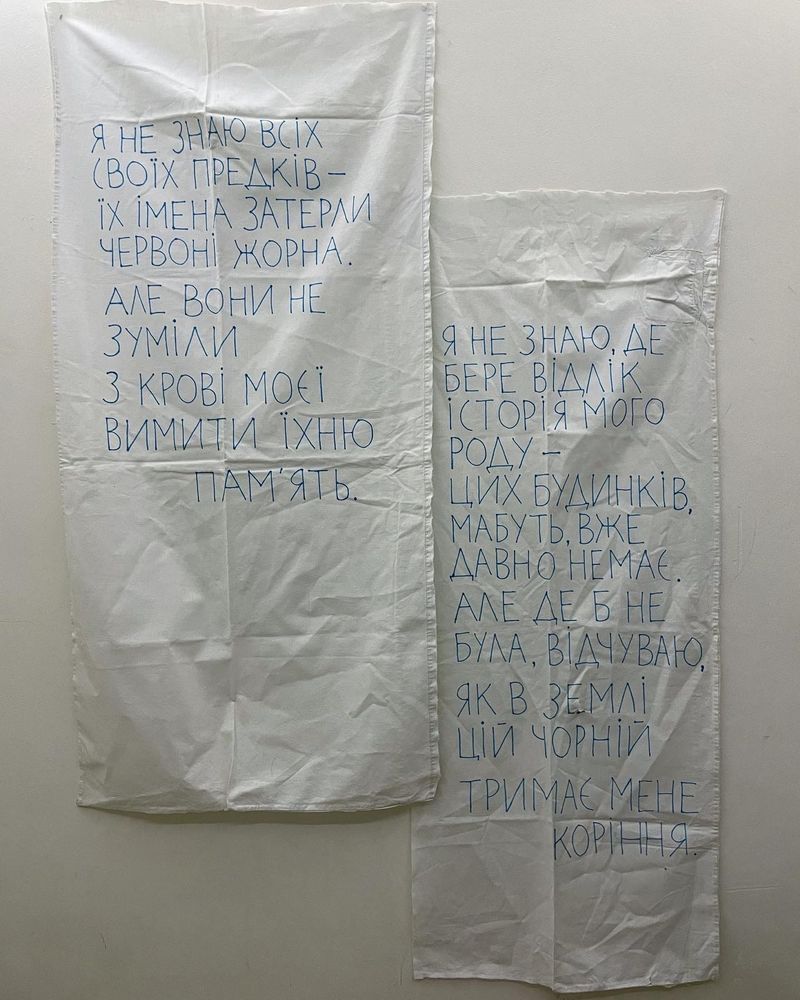 Я НЕ ЗНАЮ ВСІХ
СВОЇХ ПРЕДКІВ –
ЇХ ІМЕНА ЗАТЕРЛИ
ЧЕРВОНІ ЖОРНА.
АЛЕ ВОНИ НЕ
ЗУМІЛИ
З КРОВІ МОЄЇ
ВИМИТИ ЇХНЮ
ПАМ'ЯТЬ.
Я НЕ ЗНАЮ, ДЕ
БЕРЕ ВІДЛІК
ІСТОРІЯ МОГО
РОДУ –
ЦИХ БУДИНКІВ,
МАБУТЬ, ВЖЕ
ДАВНО НЕМАЄ.
АЛЕ ДЕ Б НЕ
БУЛА, ВІДЧУВАЮ,
ЯК В ЗЕМЛІ
ЦІЙ ЧОРНІЙ
ТРИМАЄ МЕНЕ
КОРІННЯ.